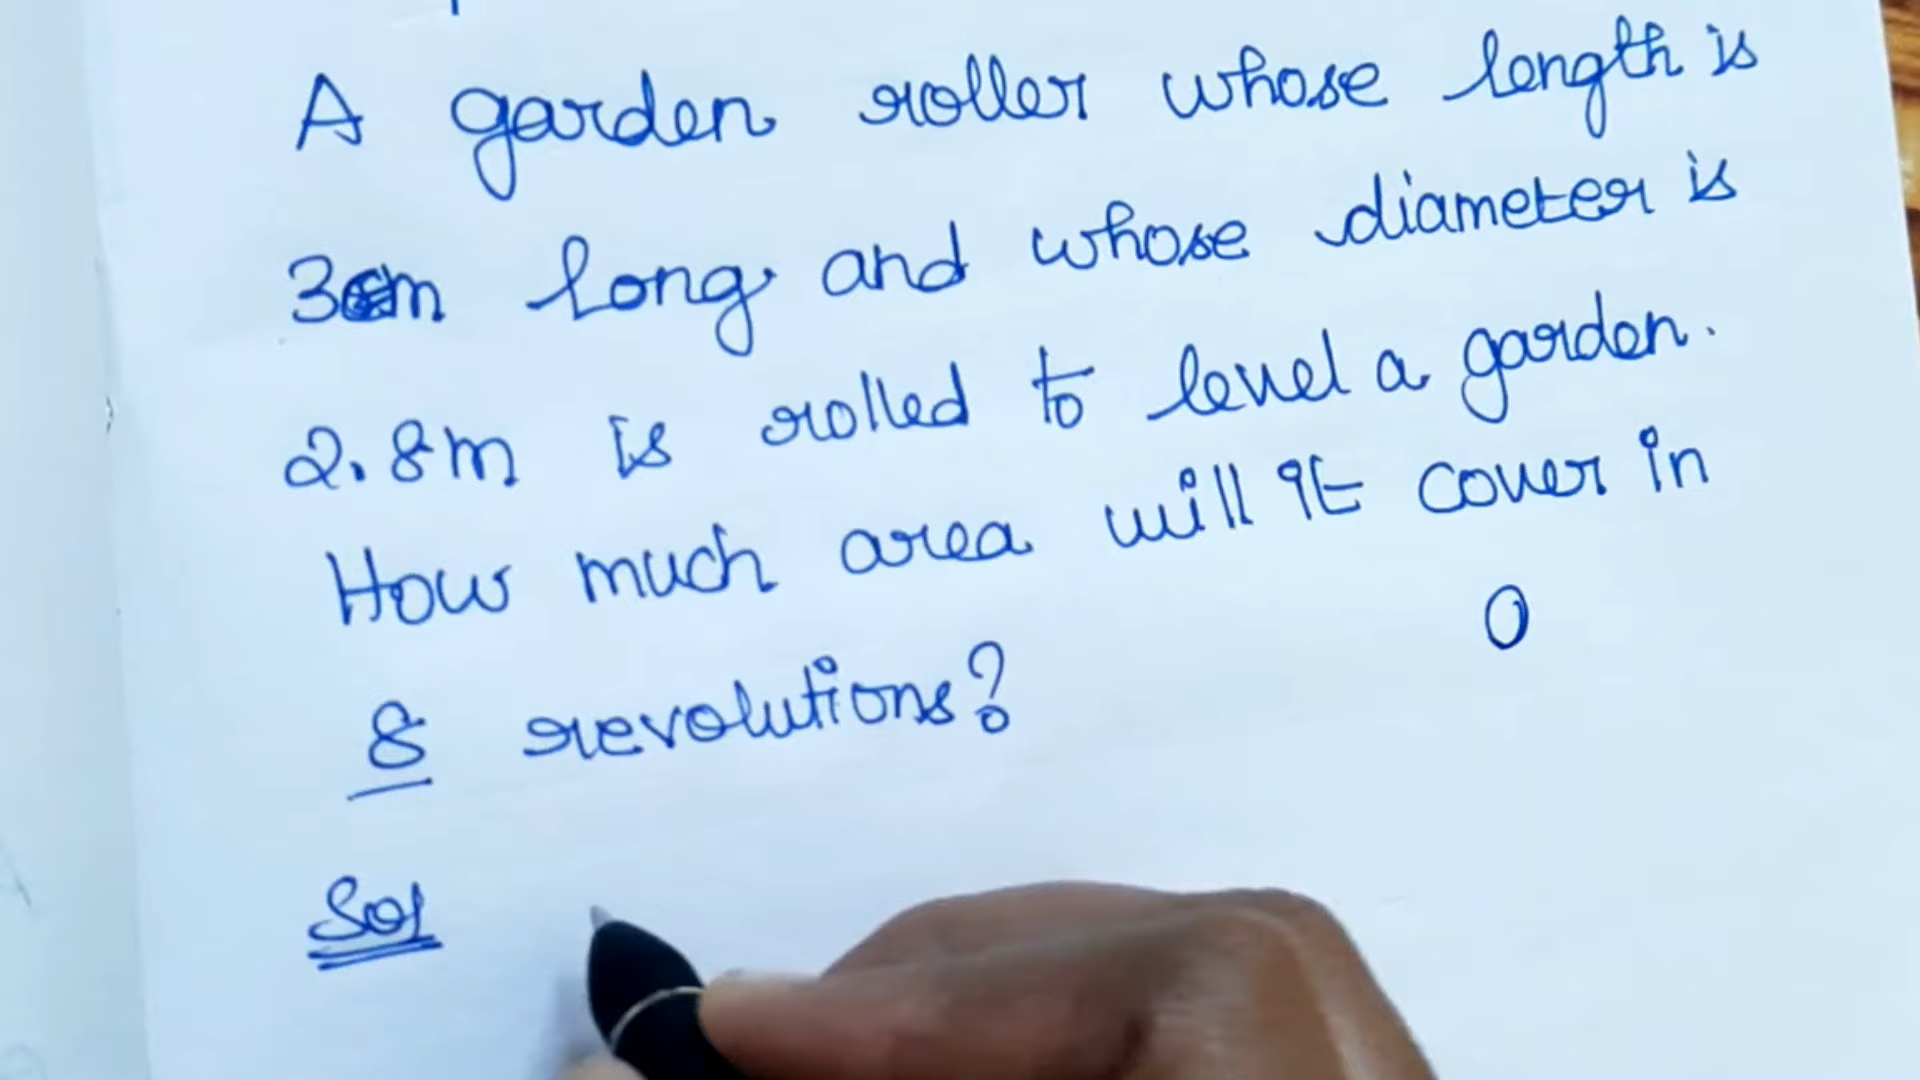 A garden roller whose length is
3m long and whose diameter is
2.8m is rolled to level a garden.
How much area will it cover in
0
8 revolutions?
Sol